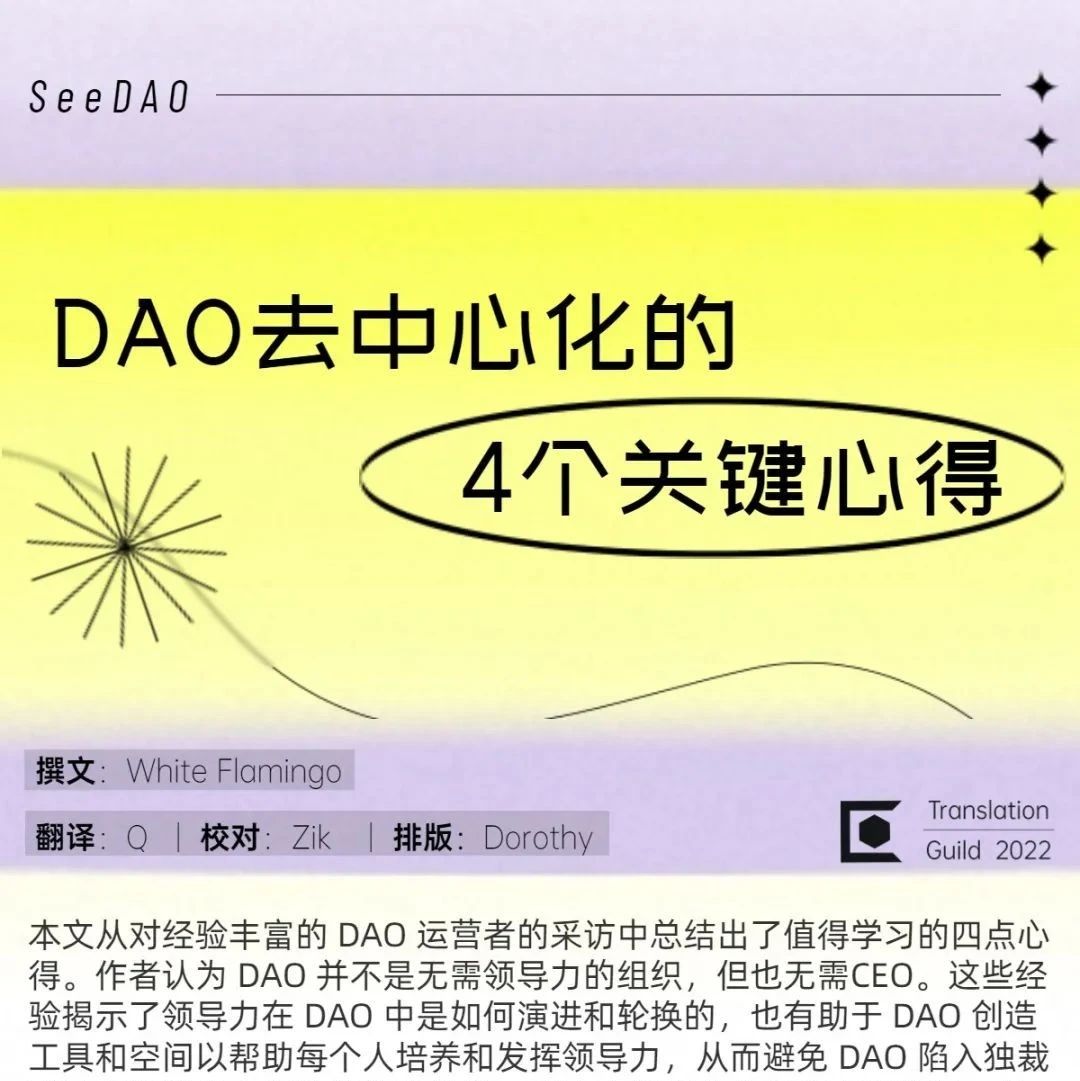 SeeDAO
DAO去中心化的
4个关键心得
撰文：White Flamingo
翻译：Q ｜校对：Zik ｜排版：Dorothy
Translation
Guild 2022
本文从对经验丰富的 DAO 运营者的采访中总结出了值得学习的四点心
得。作者认为 DAO 并不是无需领导力的组织，但也无需CEO。这些经
验揭示了领导力在 DAO 中是如何演进和轮换的，也有助于 DAO 创造
工具和空间以帮助每个人培养和发挥领导力，从而避免 DAO 陷入独裁